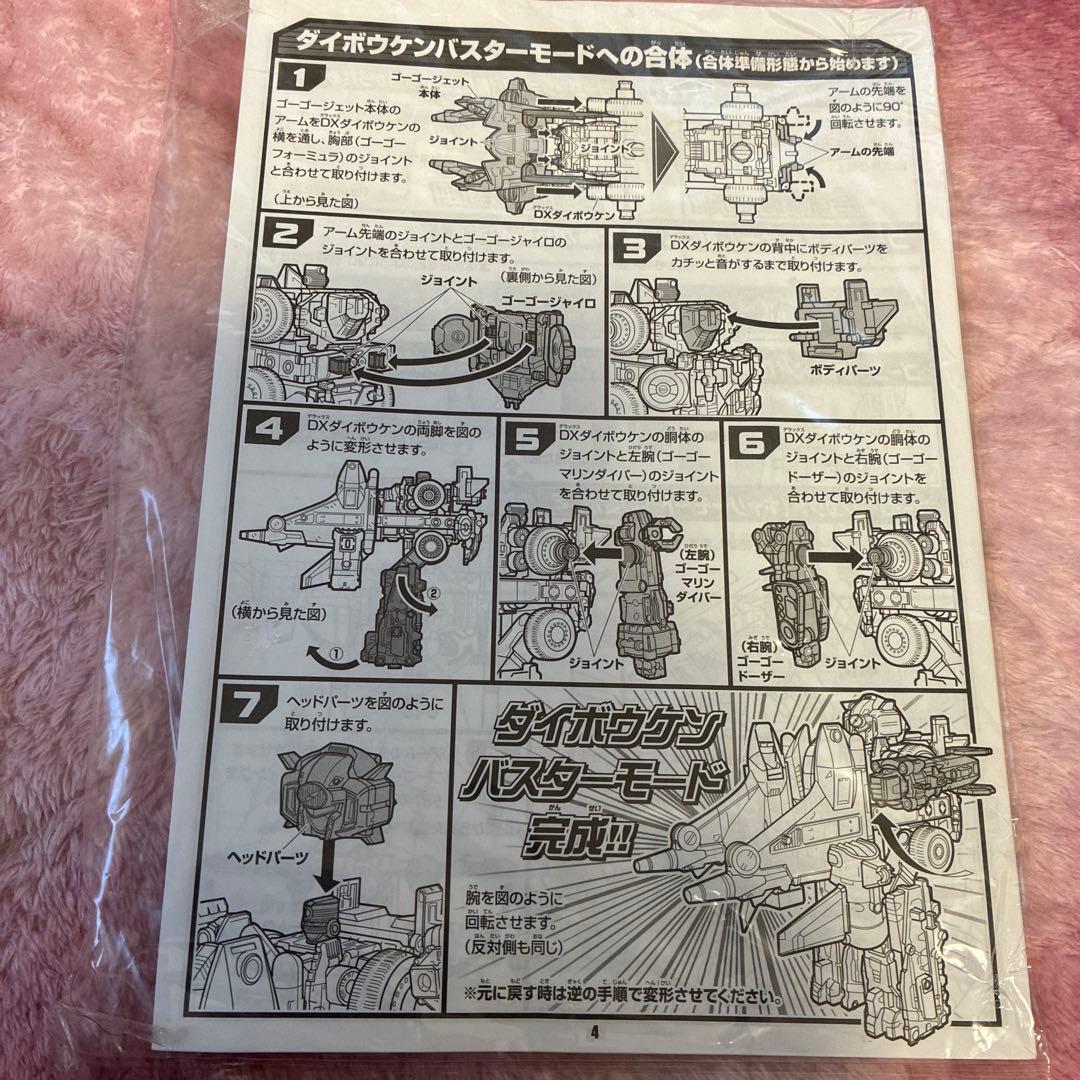 ダイボウケンバスターモードへの合体(合体準備形態から始めます)
1
ゴーゴージェット本体の
アームをDXダイボウケンの
横を通し、胸部(ゴーゴー
フォーミュラ)のジョイント
と合わせて取り付けます。
(上から見た図)
ゴーゴージェット
本体
ジョイント
ジョイント
DXダイボウケン
アームの先端を
図のように90°
回転させます。
アームの先端
2
アーム先端のジョイントとゴーゴージャイロの
ジョイントを合わせて取り付けます。
ジョイント
(裏側から見た図)
ゴーゴージャイロ
3
DXダイボウケンの背中にボディパーツを
カチッと音がするまで取り付けます。
ボディパーツ
4
DXダイボウケンの両脚を図の
ように変形させます。
(横から見た図)
①
②
5
DXダイボウケンの胴体の
ジョイントと左腕(ゴーゴー
マリンダイバー)のジョイント
を合わせて取り付けます。
(左腕)
ゴーゴー
マリン
ダイバー
ジョイント
6
DXダイボウケンの胴体の
ジョイントと右腕(ゴーゴー
ドーザー)のジョイントを
合わせて取り付けます。
(右腕)
ゴーゴー
ドーザー
ジョイント
7
ヘッドパーツを図のように
取り付けます。
ヘッドパーツ
ダイボウケン
バスターモード
完成!!
腕を図のように
回転させます。
(反対側も同じ)
※元に戻す時は逆の手順で変形させてください。
4